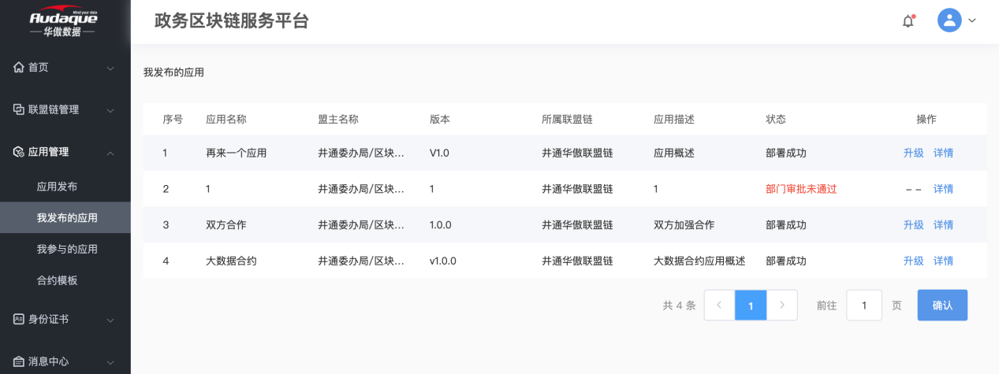 Mind your data
Audaque
华傲数据
政务区块链服务平台
首页
联盟链管理
应用管理
应用发布
我发布的应用
我参与的应用
合约模板
身份证书
消息中心
我发布的应用
序号 应用名称 盟主名称 版本 所属联盟链 应用描述 状态 操作
1 再来一个应用 井通委办局/区块... V1.0 井通华傲联盟链 应用概述 部署成功 升级 详情
2 1 井通委办局/区块... 1 井通华傲联盟链 1 部门审批未通过 – – 详情
3 双方合作 井通委办局/区块... 1.0.0 井通华傲联盟链 双方加强合作 部署成功 升级 详情
4 大数据合约 井通委办局/区块... v1.0.0 井通华傲联盟链 大数据合约应用概述 部署成功 升级 详情
共 4 条 < 1 > 前往 1 页 确认